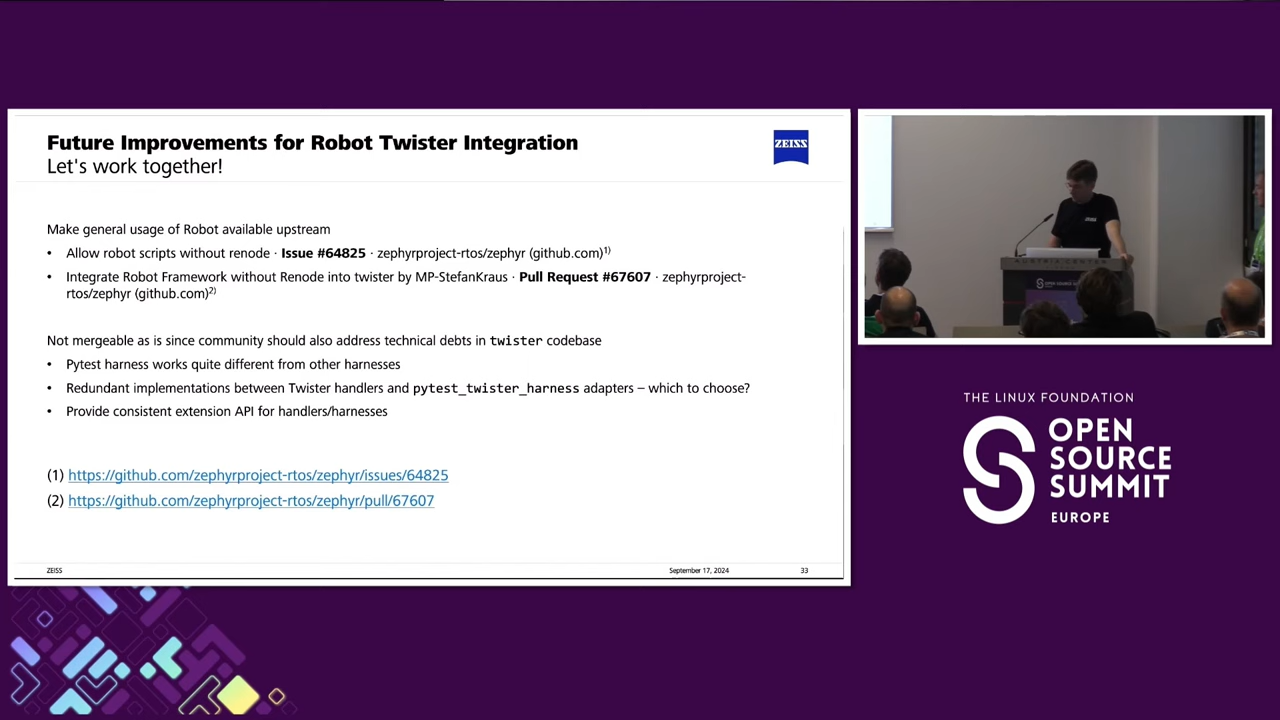 Future Improvements for Robot Twister Integration
Let's work together!
ZEISS
Make general usage of Robot available upstream
• Allow robot scripts without renode · Issue #64825 · zephyrproject-rtos/zephyr (github.com)1)
• Integrate Robot Framework without Renode into twister by MP-StefanKraus · Pull Request #67607 · zephyrproject-
rtos/zephyr (github.com)2)
Not mergeable as is since community should also address technical debts in twister codebase
• Pytest harness works quite different from other harnesses
• Redundant implementations between Twister handlers and pytest_twister_harness adapters – which to choose?
• Provide consistent extension API for handlers/harnesses
(1) https://github.com/zephyrproject-rtos/zephyr/issues/64825
(2) https://github.com/zephyrproject-rtos/zephyr/pull/67607
ZEISS
September 17, 2024
33
AUSTRIA CENTER
OPEN SOURCE SUMMIT
THE LINUX FOUNDATION
OPEN
SOURCE
SUMMIT
EUROPE